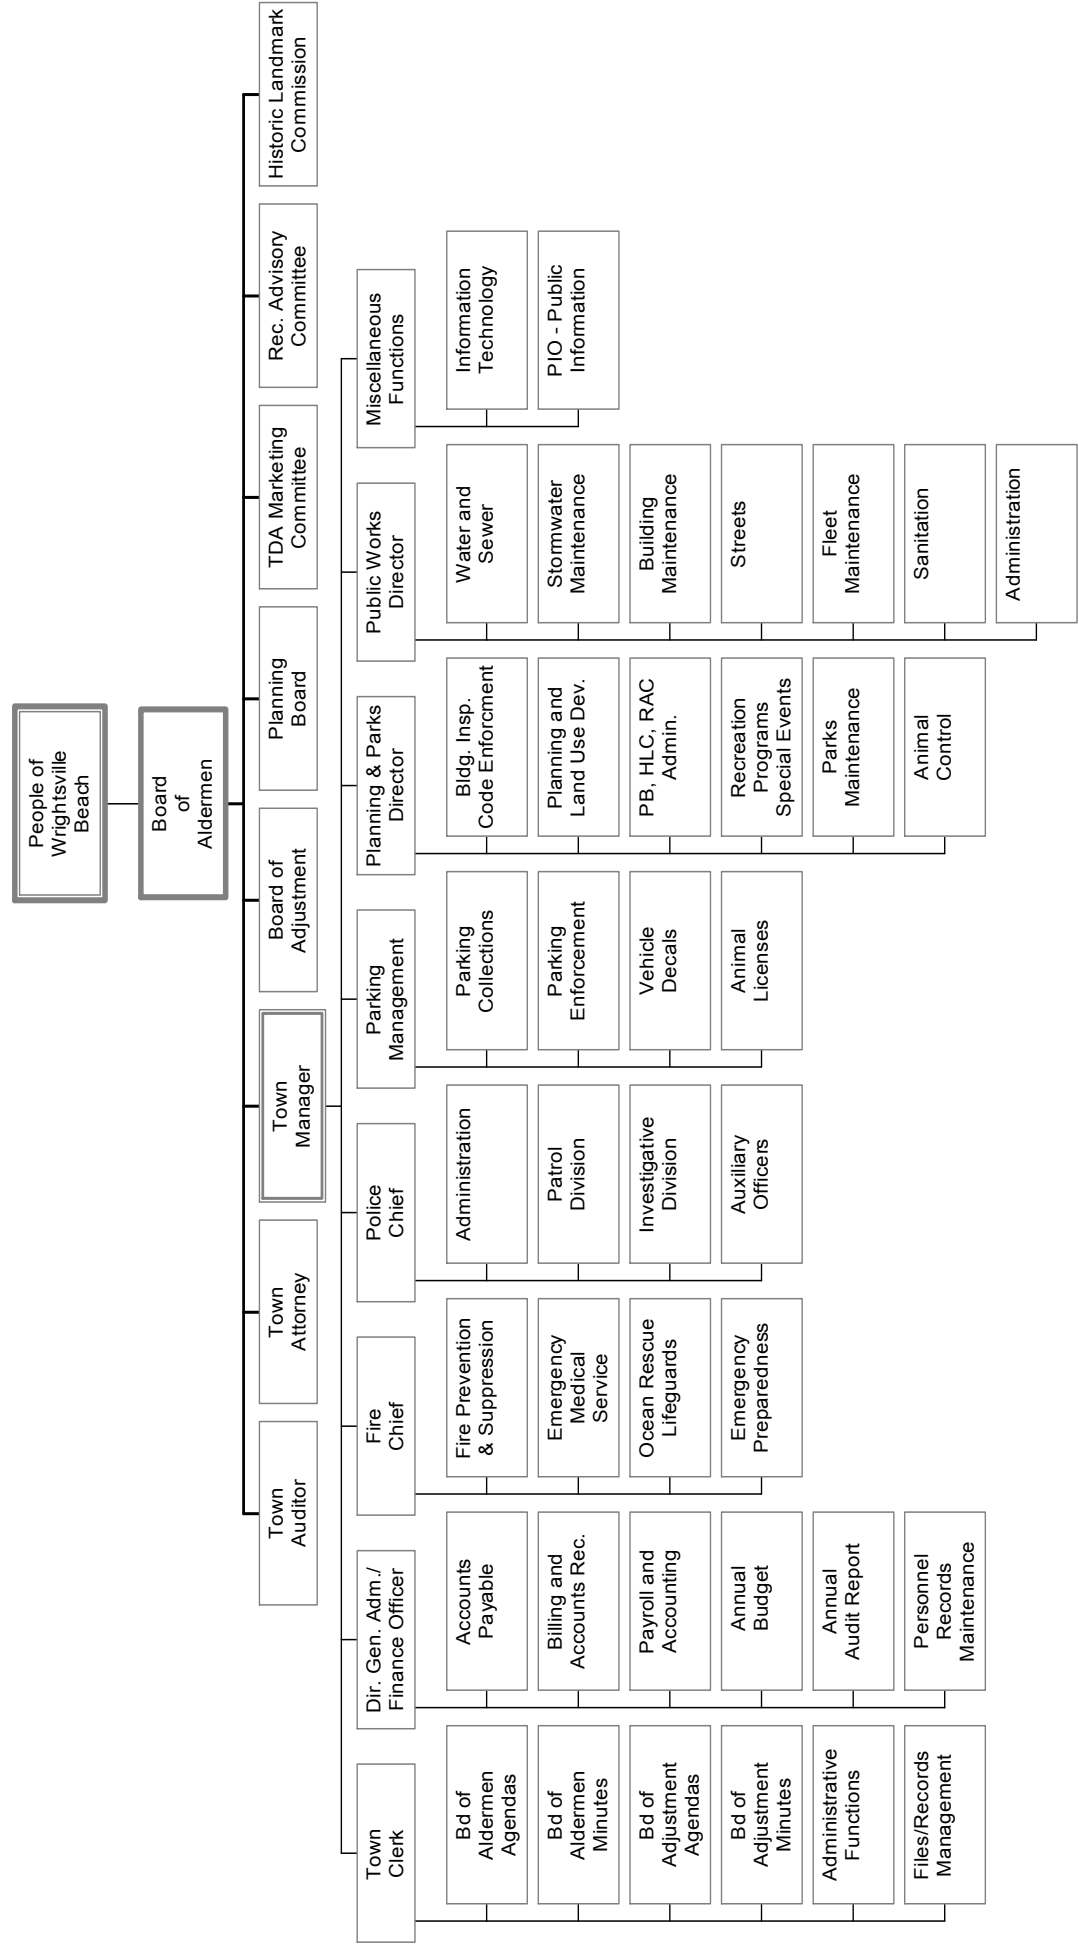 People of
Wrightsville
Beach
Board
of
Aldermen
Town
Auditor
Town
Attorney
Town
Manager
Board of
Adjustment
Planning
Board
TDA Marketing
Committee
Rec. Advisory
Committee
Historic Landmark
Commission
Town
Clerk
Bd of
Aldermen
Agendas
Bd of
Aldermen
Minutes
Bd of
Adjustment
Agendas
Bd of
Adjustment
Minutes
Administrative
Functions
Files/Records
Management
Dir. Gen. Adm./
Finance Officer
Accounts
Payable
Billing and
Accounts Rec.
Payroll and
Accounting
Annual
Budget
Annual
Audit Report
Personnel
Records
Maintenance
Fire
Chief
Fire Prevention
& Suppression
Emergency
Medical
Service
Ocean Rescue
Lifeguards
Emergency
Preparedness
Police
Chief
Administration
Patrol
Division
Investigative
Division
Auxiliary
Officers
Parking
Management
Parking
Collections
Parking
Enforcement
Vehicle
Decals
Animal
Licenses
Planning & Parks
Director
Bldg. Insp.
Code Enforcment
Planning and
Land Use Dev.
PB, HLC, RAC
Admin.
Recreation
Programs
Special Events
Parks
Maintenance
Animal
Control
Public Works
Director
Water and
Sewer
Stormwater
Maintenance
Building
Maintenance
Streets
Fleet
Maintenance
Sanitation
Administration
Miscellaneous
Functions
Information
Technology
PIO - Public
Information